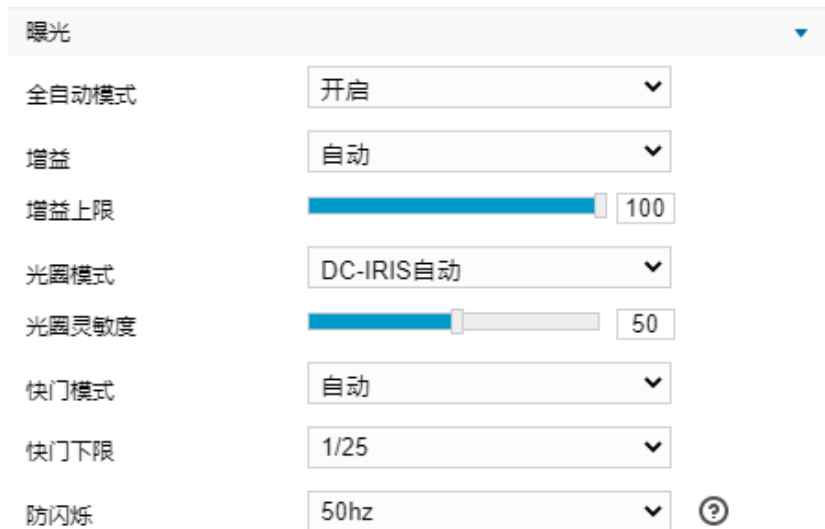 曝光
全自动模式 开启
增益 自动
增益上限 100
光圈模式 DC-IRIS自动
光圈灵敏度 50
快门模式 自动
快门下限 1/25
防闪烁 50hz ?